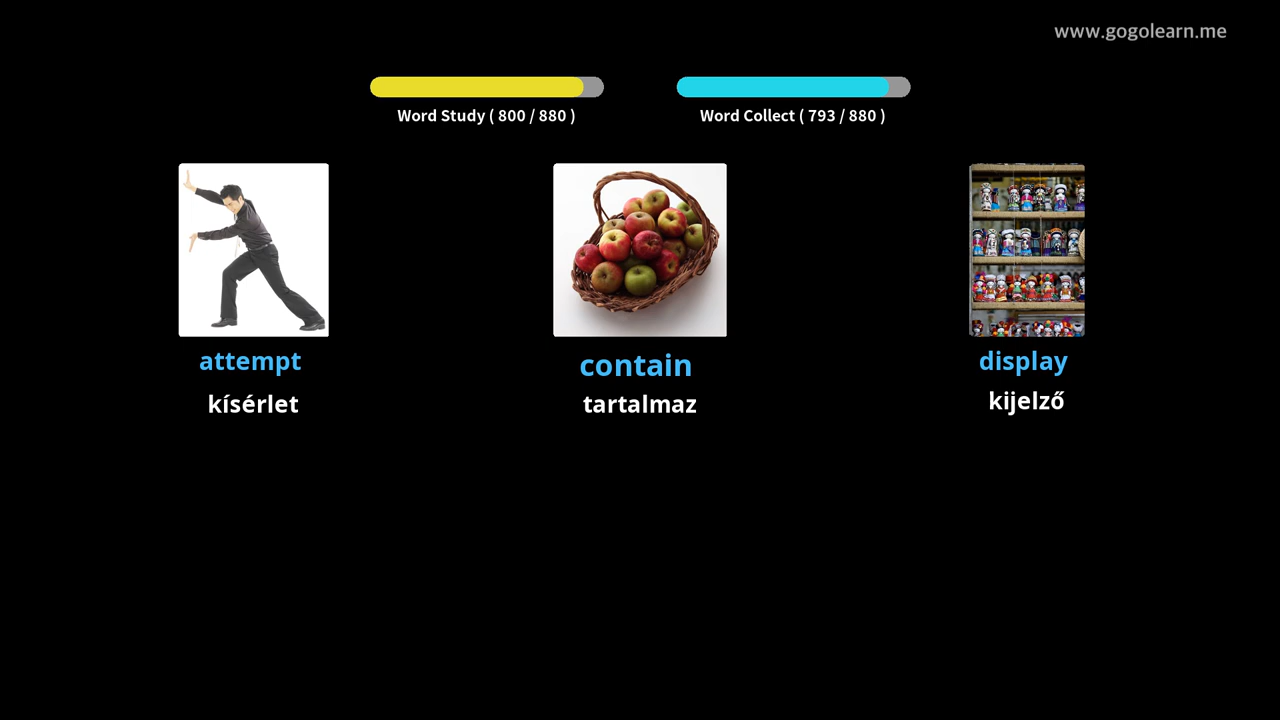 www.gogolearn.me
Word Study ( 800 / 880 )
Word Collect ( 793 / 880 )
attempt
contain
display
kísérlet
tartalmaz
kijelző